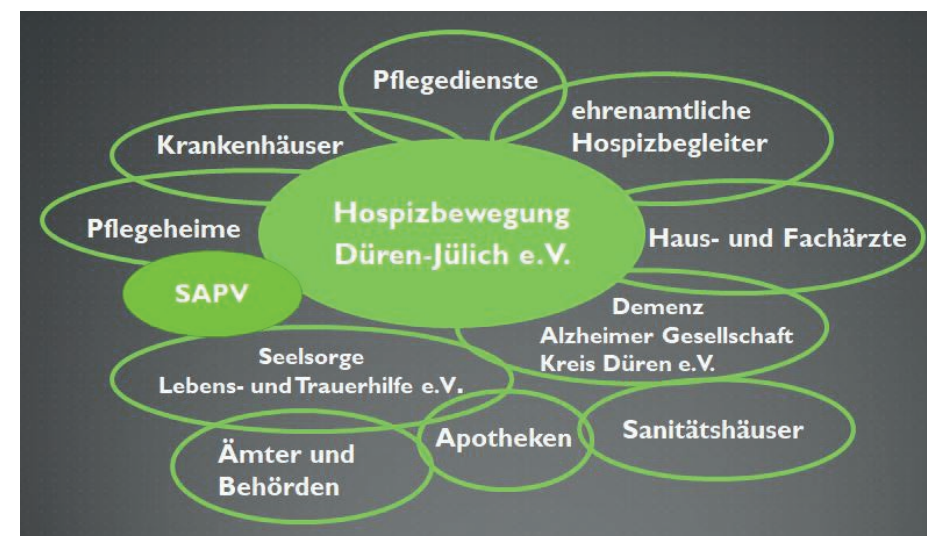 Pflegedienste
ehrenamtliche
Hospizbegleiter
Krankenhäuser
Hospizbewegung
Düren-Jülich e.V.
Pflegeheime
Haus- und Fachärzte
SAPV
Demenz
Alzheimer Gesellschaft
Kreis Düren e.V.
Seelsorge
Lebens- und Trauerhilfe e.V.
Apotheken
Sanitätshäuser
Ämter und
Behörden